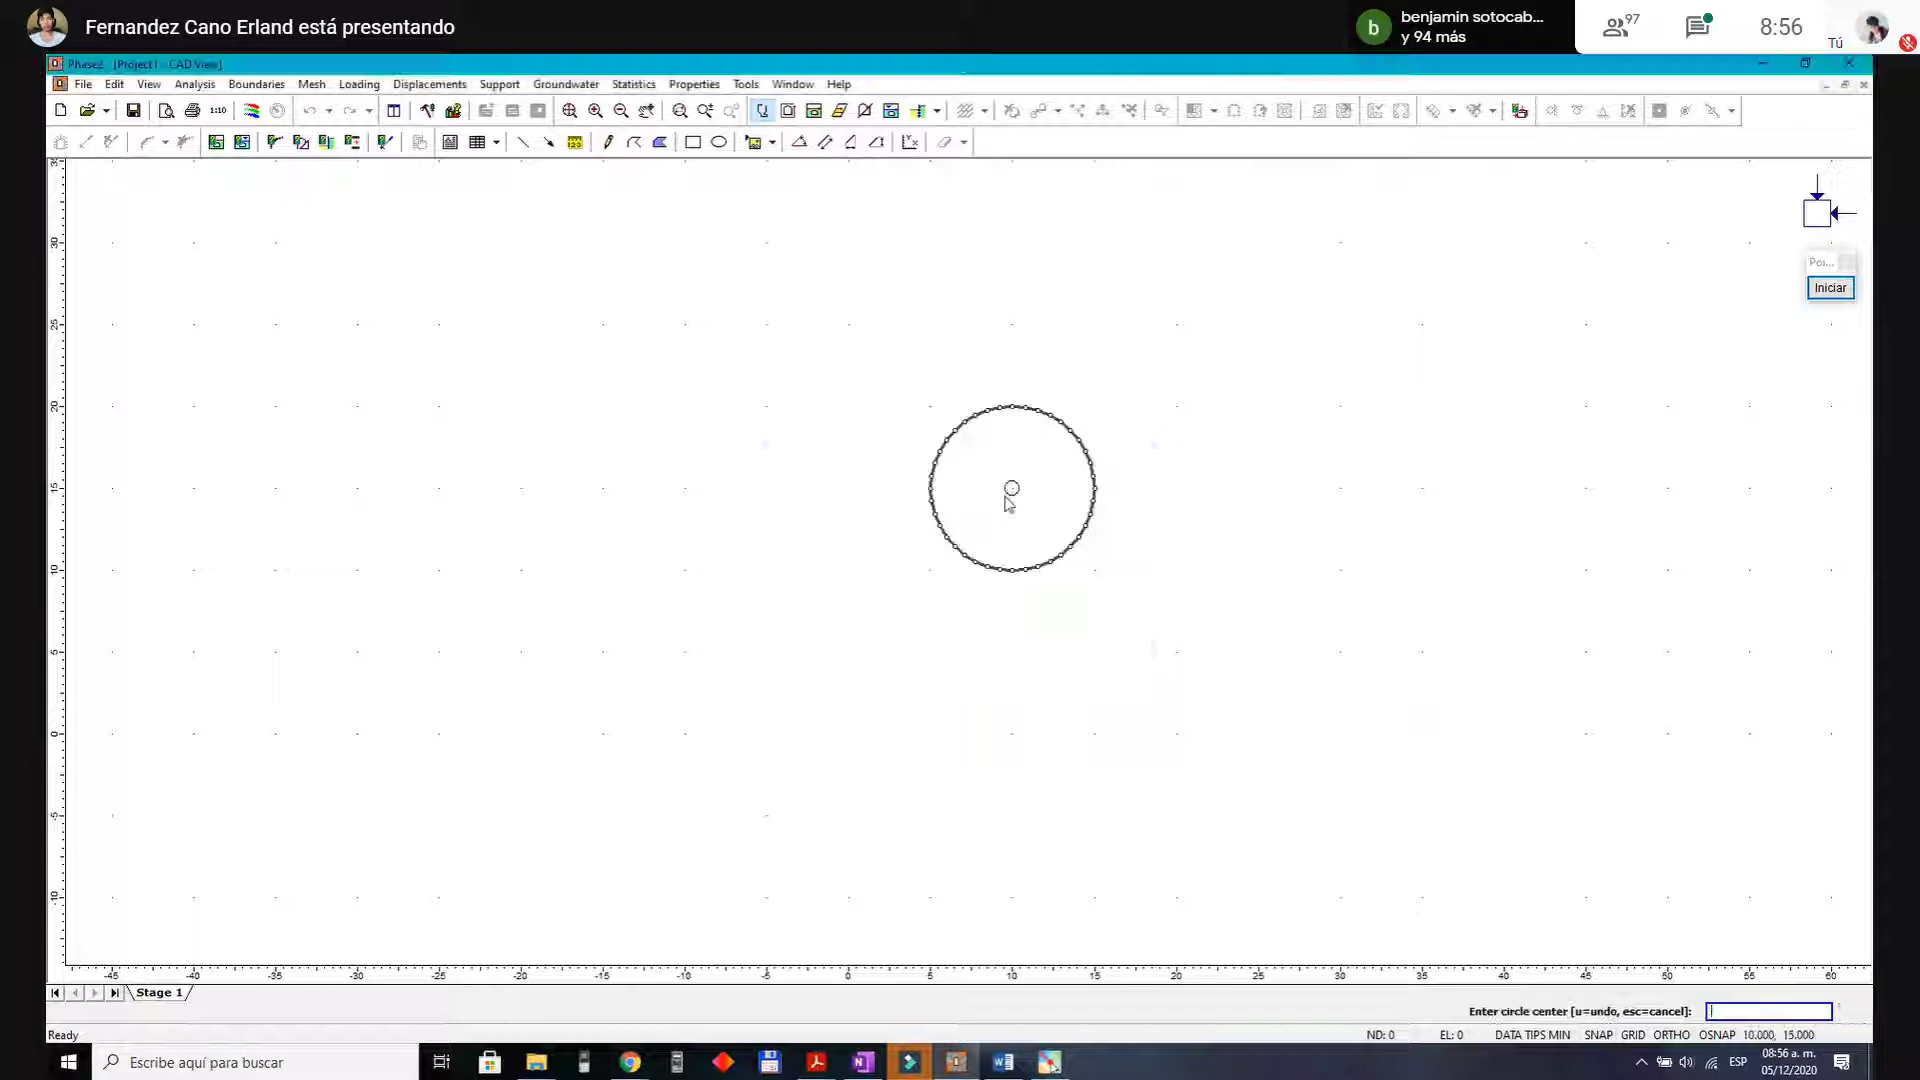 Fernandez Cano Erland está presentando
b
benjamin sotocab...
y 94 más
97
8:56
Tú
Phase2 - [Project1 - CAD View]
File Edit View Analysis Boundaries Mesh Loading Displacements Support Groundwater Statistics Properties Tools Window Help
1:10
Poi...
Iniciar
30
25
20
15
10
5
0
-5
-10
-45 -40 -35 -30 -25 -20 -15 -10 -5 0 5 10 15 20 25 30 35 40 45 50 55 60
Stage 1
Enter circle center [u=undo, esc=cancel]:
Ready
ND: 0 EL: 0 DATA TIPS MIN SNAP GRID ORTHO OSNAP 10.000, 15.000
Escribe aquí para buscar
ESP
08:56 a. m.
05/12/2020